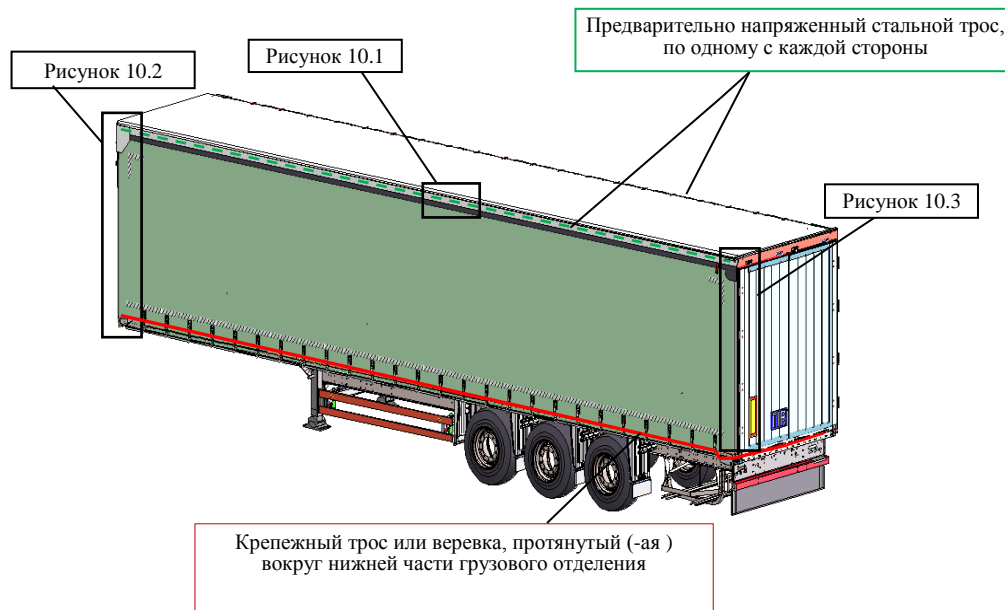 Предварительно напряженный стальной трос,
по одному с каждой стороны
Рисунок 10.2
Рисунок 10.1
Рисунок 10.3
Крепежный трос или веревка, протянутый (-ая )
вокруг нижней части грузового отделения